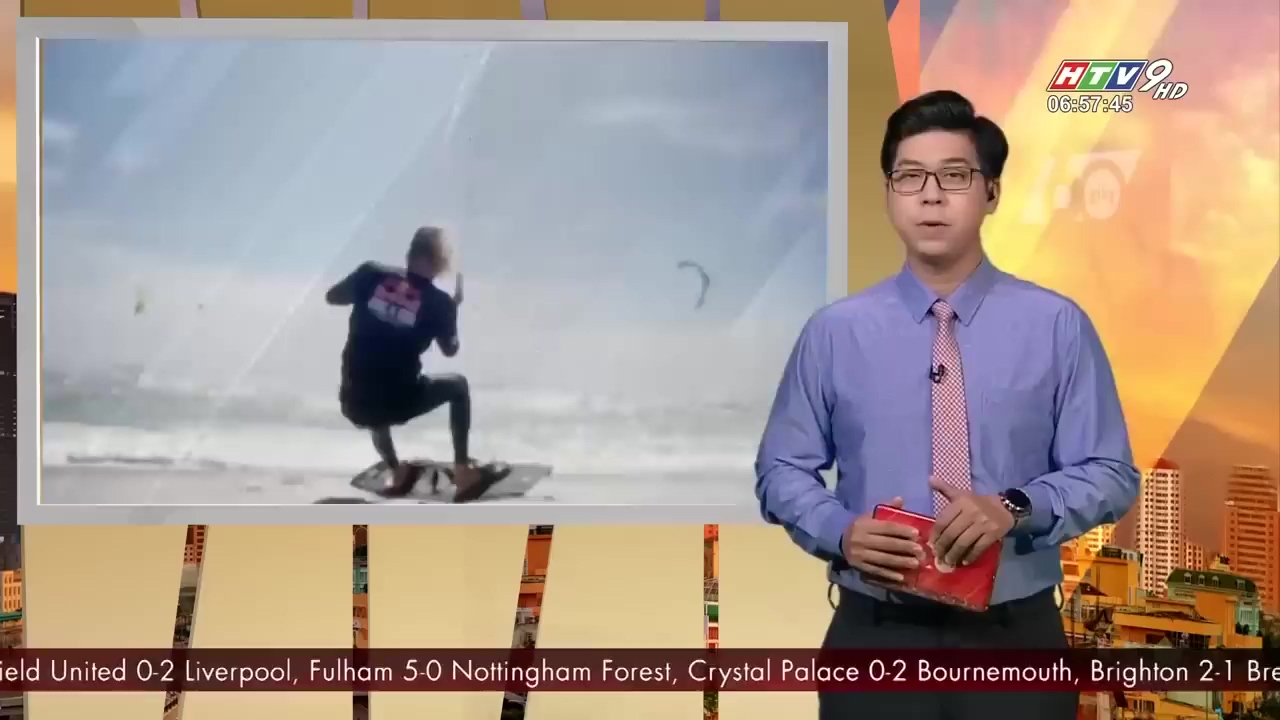 HTV9 HD
06:57:45
ield United 0-2 Liverpool, Fulham 5-0 Nottingham Forest, Crystal Palace 0-2 Bournemouth, Brighton 2-1 Bre